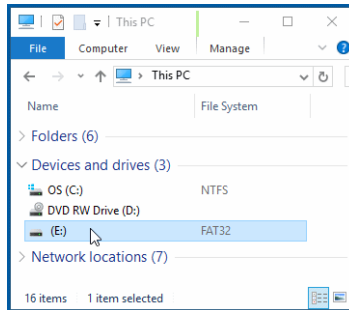 This PC
File Computer View Manage
This PC
Name File System
Folders (6)
Devices and drives (3)
OS (C:) NTFS
DVD RW Drive (D:)
(E:) FAT32
Network locations (7)
16 items 1 item selected